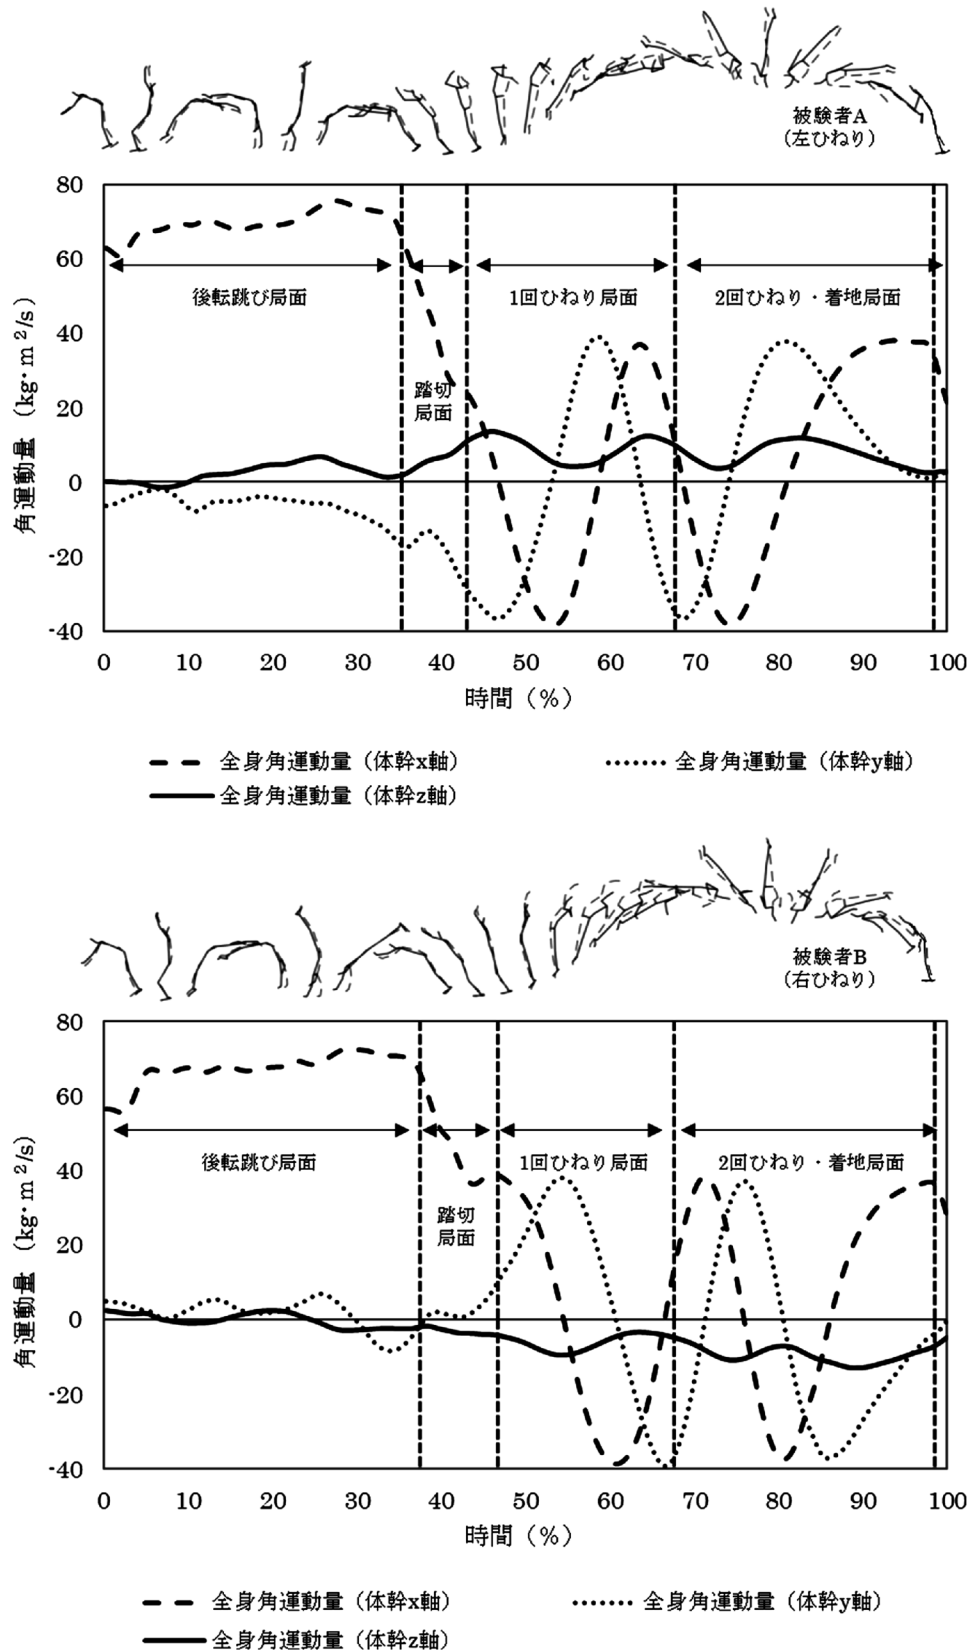 被験者A
(左ひねり)
80
60
40
20
0
-20
-40
角運動量 (kg·m²/s)
後転跳び局面
踏切
局面
1回ひねり局面
2回ひねり・着地局面
0 10 20 30 40 50 60 70 80 90 100
時間(%)
全身角運動量(体幹x軸)
全身角運動量(体幹y軸)
全身角運動量(体幹z軸)
被験者B
(右ひねり)
80
60
40
20
0
-20
-40
角運動量 (kg·m²/s)
後転跳び局面
踏切
局面
1回ひねり局面
2回ひねり・着地局面
0 10 20 30 40 50 60 70 80 90 100
時間(%)
全身角運動量(体幹x軸)
全身角運動量(体幹y軸)
全身角運動量(体幹z軸)